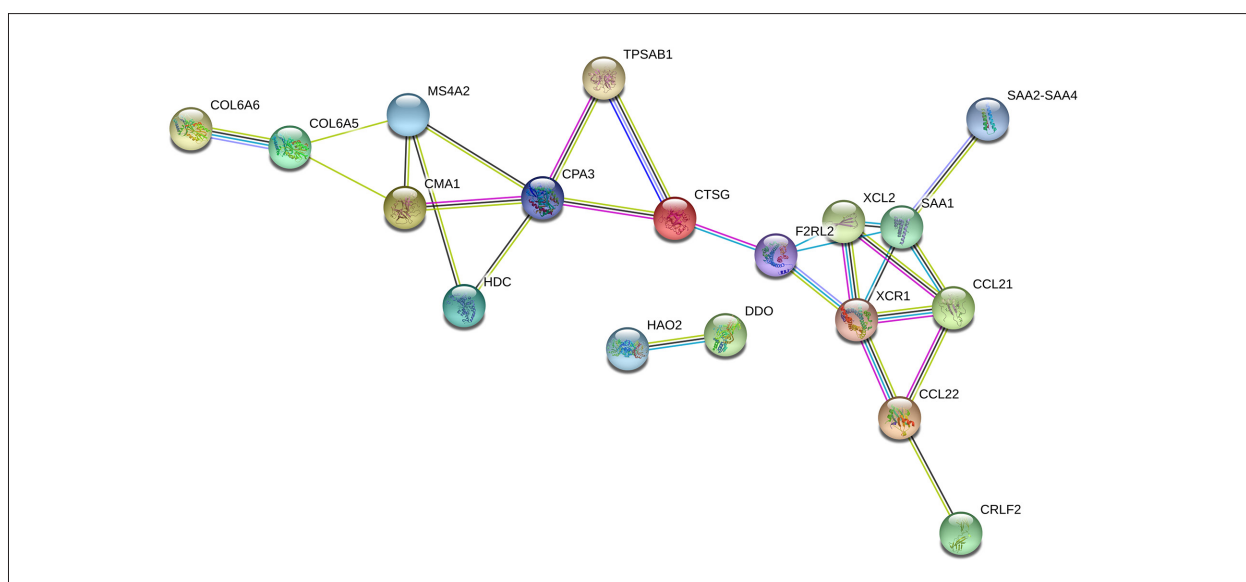 TPSAB1
MS4A2
SAA2-SAA4
COL6A6
COL6A5
CPA3
CMA1
CTSG
XCL2
SAA1
F2RL2
HDC
CCL21
XCR1
DDO
HAO2
CCL22
CRLF2